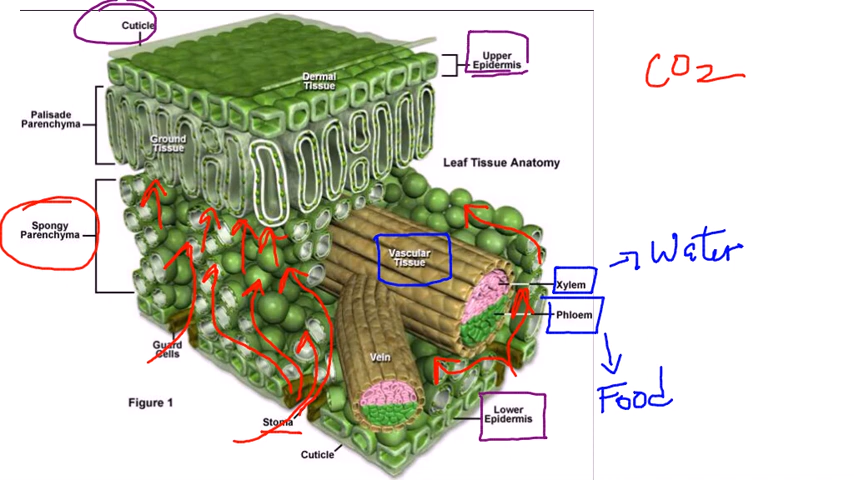 Cuticle
CO2
Upper
Epidermis
Dermal
Tissue
Palisade
Parenchyma
Ground
Tissue
Leaf Tissue Anatomy
Spongy
Parenchyma
Vascular
Tissue
Water
Xylem
Phloem
Guard
Cells
Vein
Food
Figure 1
Stoma
Lower
Epidermis
Cuticle